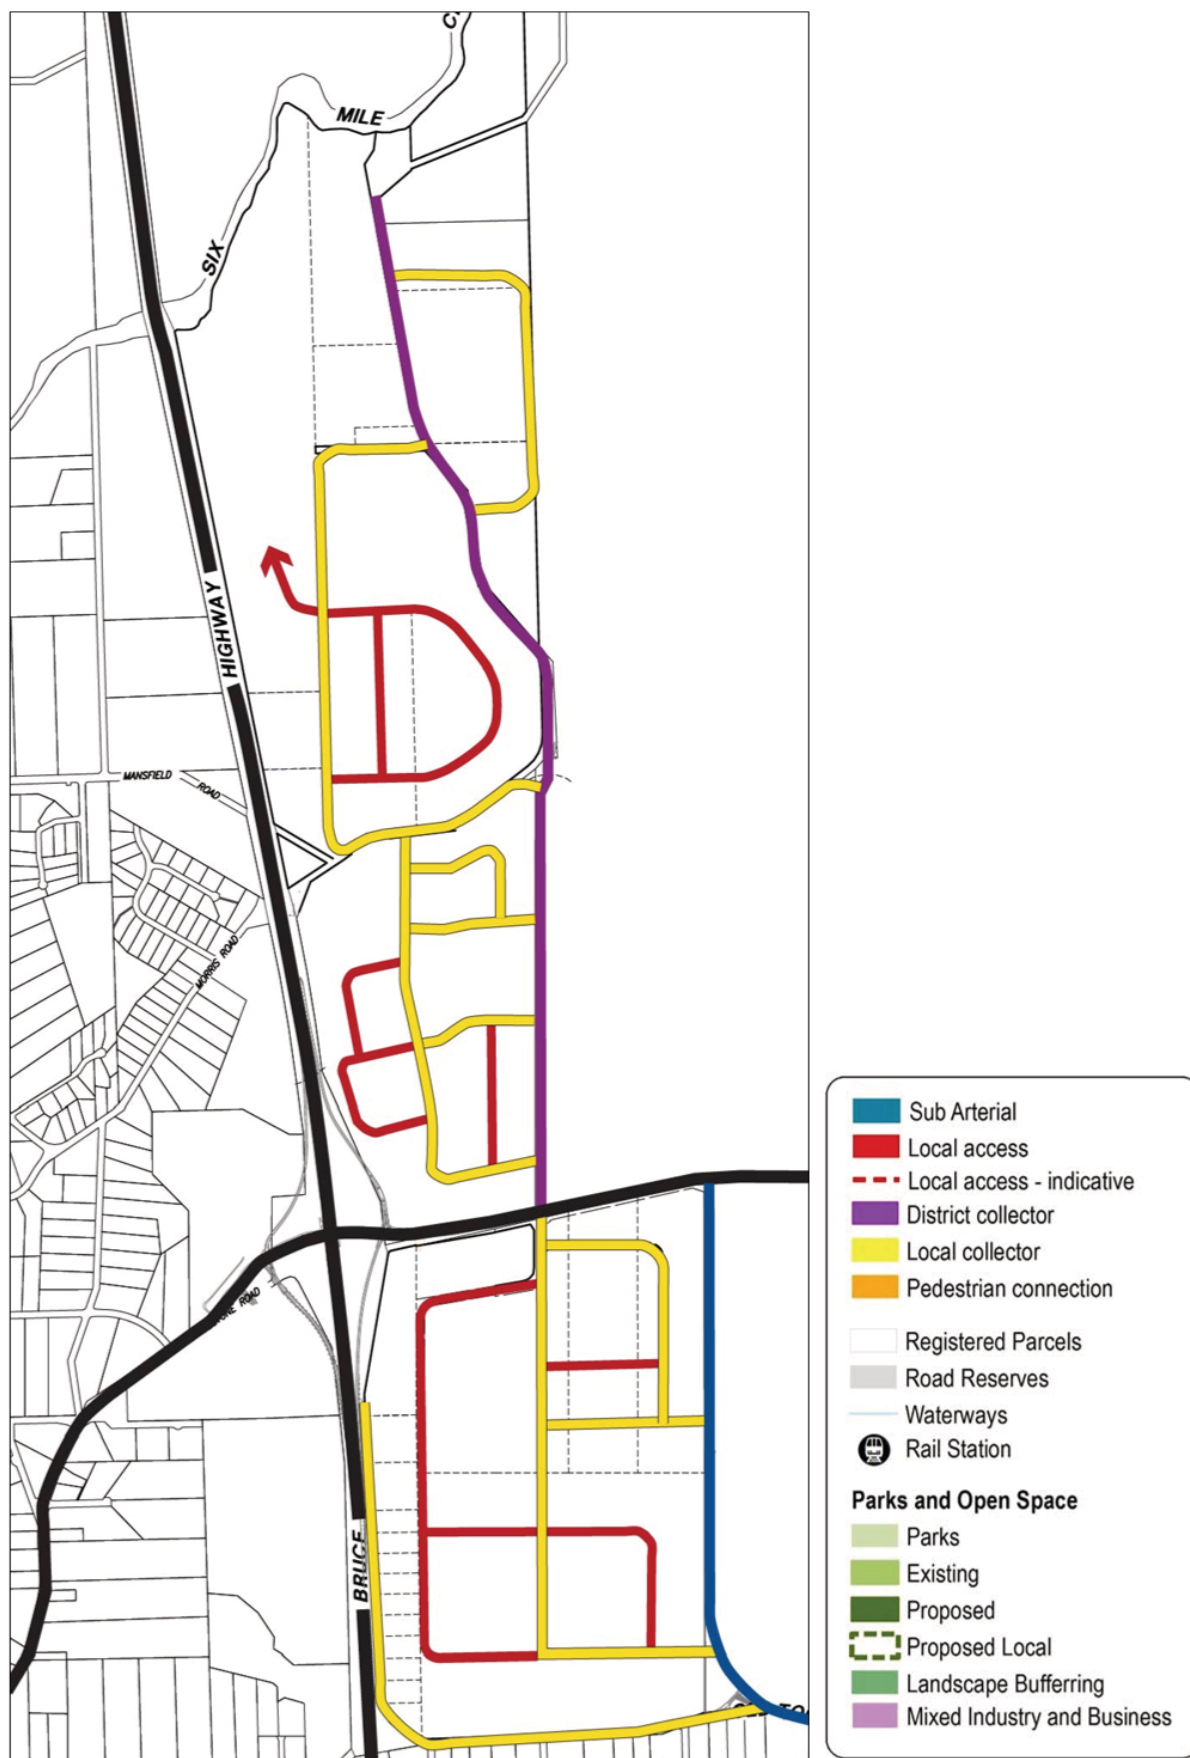 MILE
SIX
HIGHWAY
MANSFIELD
ROAD
MORRIS ROAD
ROAD
BRUCE
Sub Arterial
Local access
Local access - indicative
District collector
Local collector
Pedestrian connection
Registered Parcels
Road Reserves
Waterways
Rail Station
Parks and Open Space
Parks
Existing
Proposed
Proposed Local
Landscape Bufferring
Mixed Industry and Business